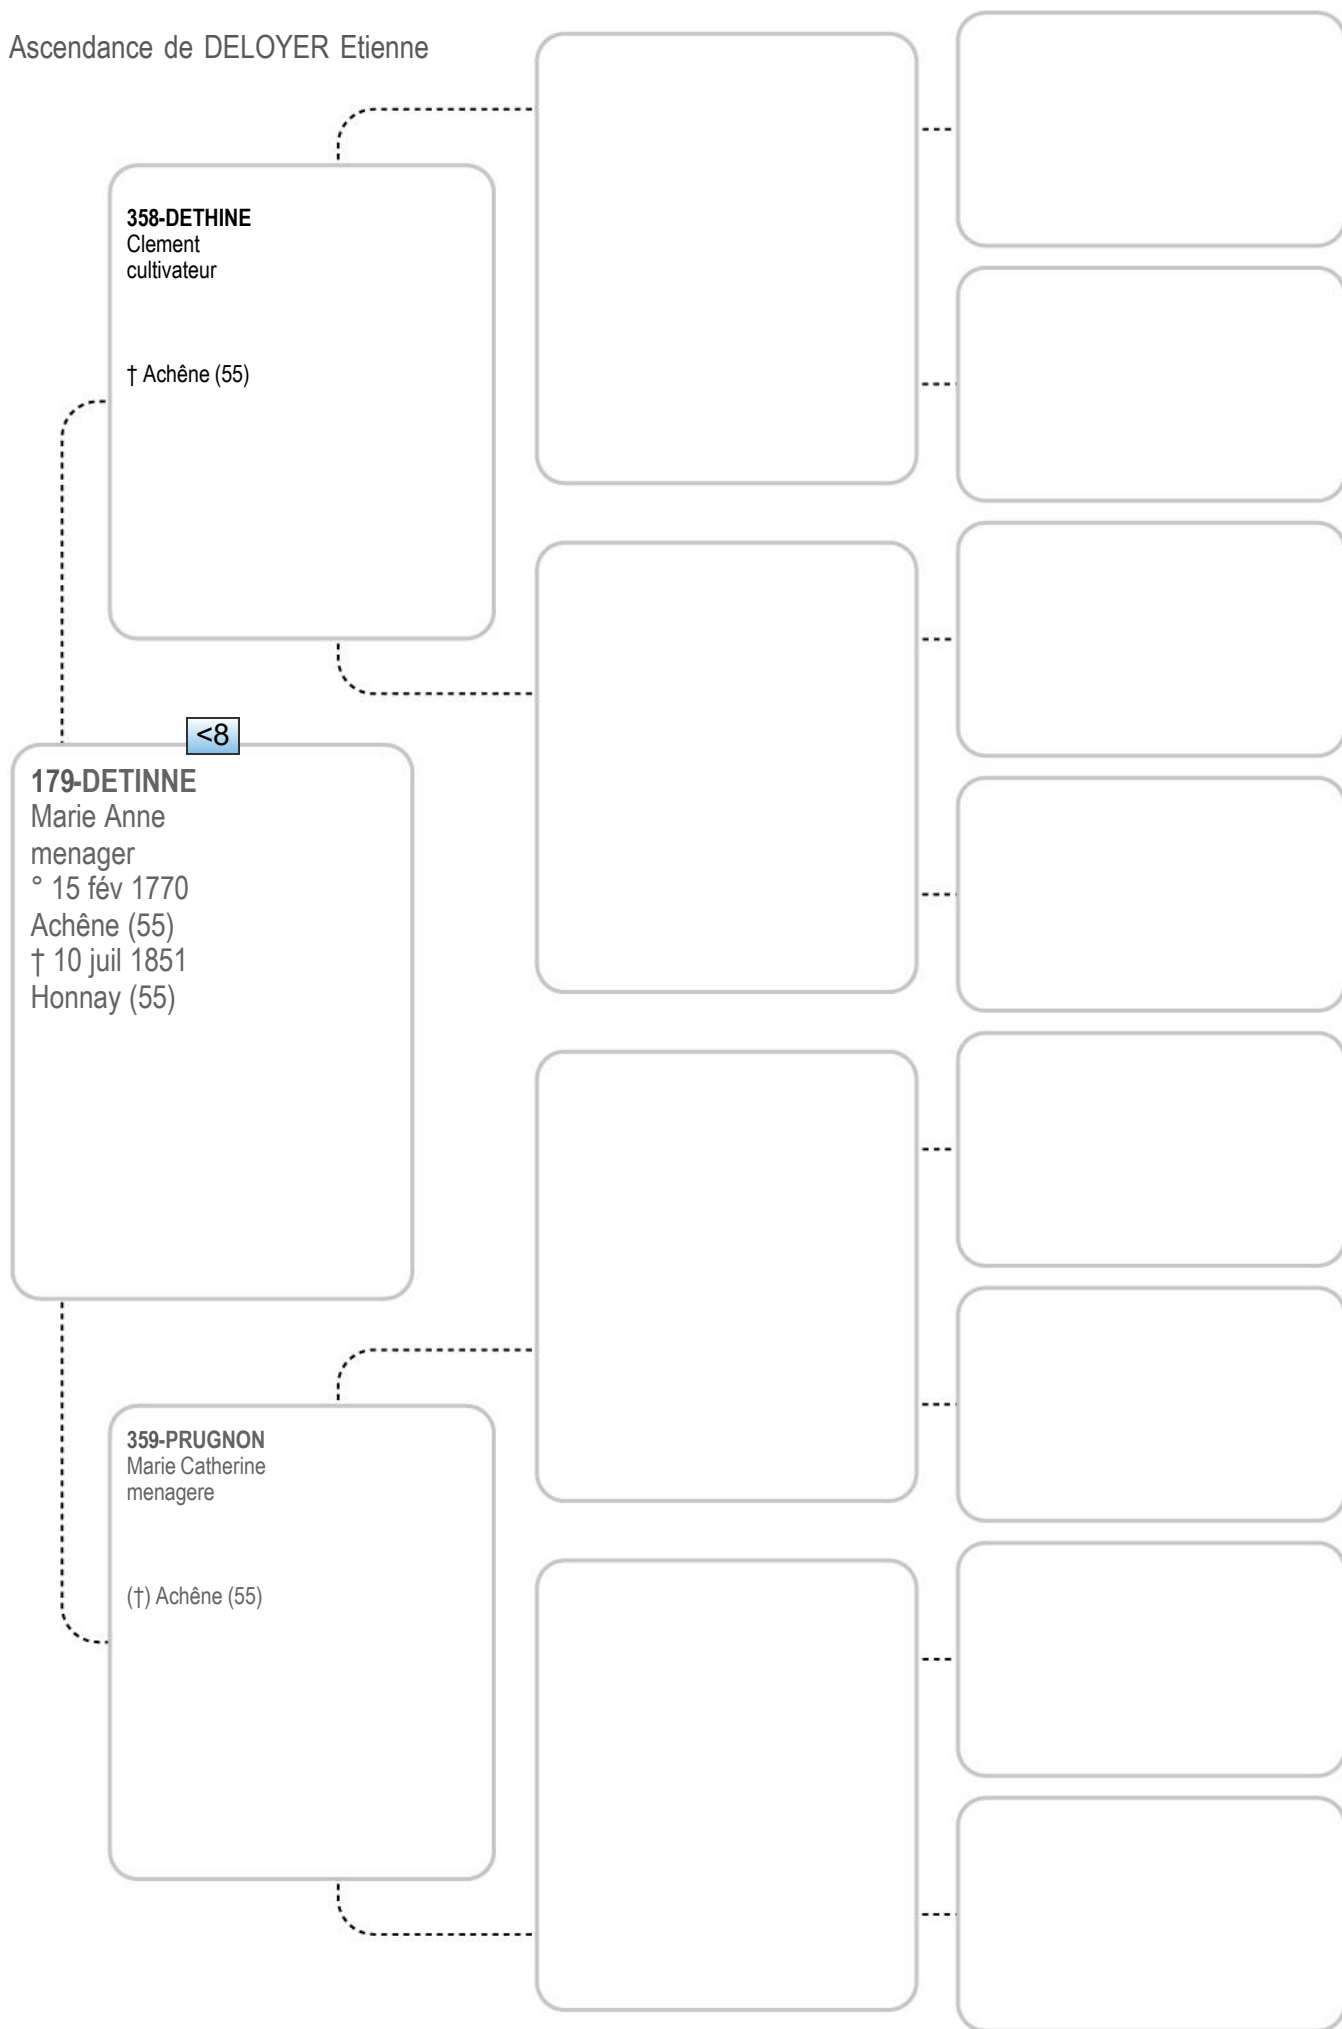 Ascendance de DELOYER Etienne
358-DETHINE
Clement
cultivateur
† Achêne (55)
<8
179-DETINNE
Marie Anne
menager
° 15 fév 1770
Achêne (55)
† 10 juil 1851
Honnay (55)
359-PRUGNON
Marie Catherine
menagere
(†) Achêne (55)